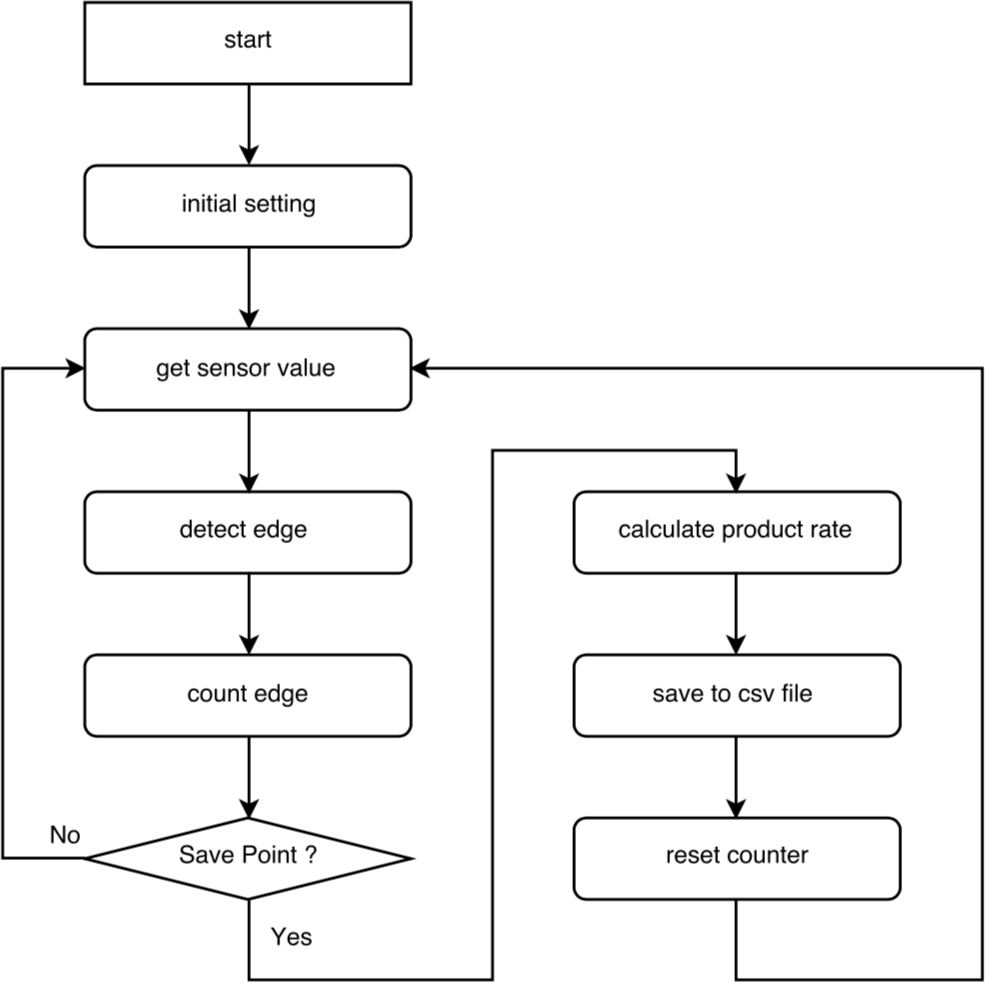 start
initial setting
get sensor value
detect edge
count edge
Save Point ?
No
Yes
calculate product rate
save to csv file
reset counter